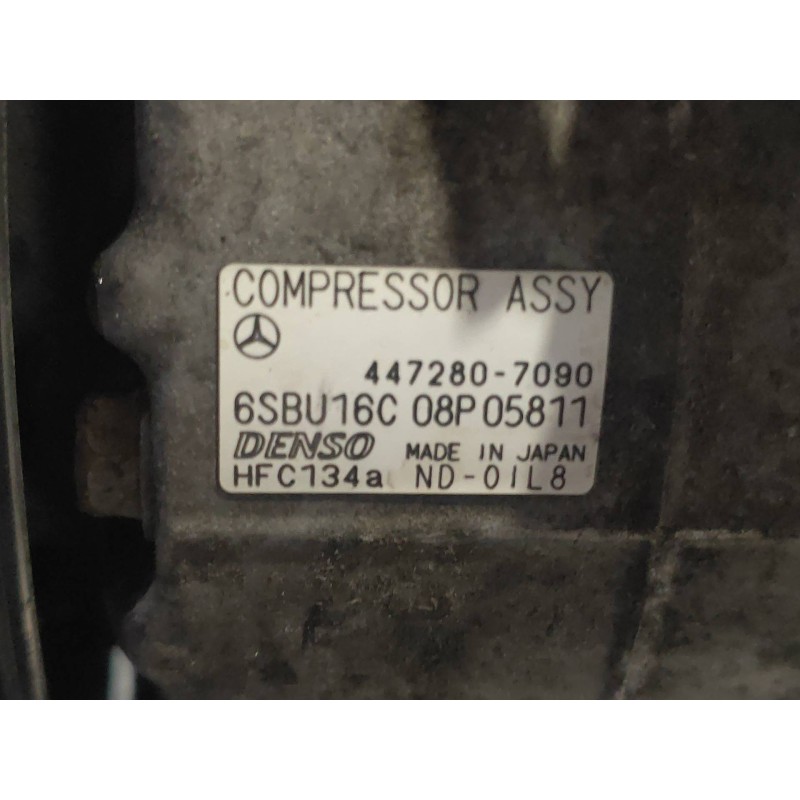 COMPRESSOR ASSY
447280-7090
6SBU16C 08P05811
DENSO MADE IN JAPAN
HFC134a ND-OIL8